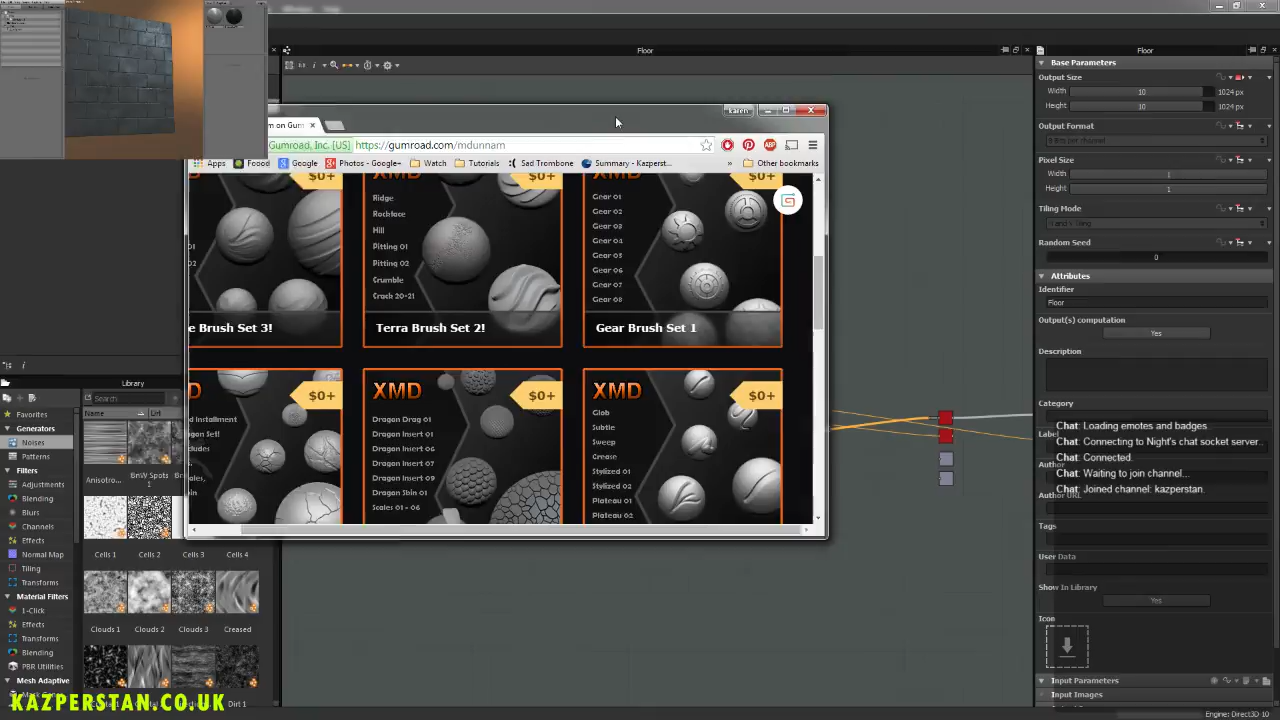 Floor
Floor
Base Parameters
Output Size
Width 10 1024 px
Height 10 1024 px
Output Format
Pixel Size
Width 1
Height 1
Tiling Mode
Random Seed
0
Attributes
Identifier
Floor
Output(s) computation
Yes
Description
Category
Label
Author
Author URL
Tags
User Data
Show In Library
Yes
Icon
Input Parameters
Input Images
Engine: Direct3D 10
Chat: Loading emotes and badges.
Chat: Connecting to Night's chat socket server..
Chat: Connected.
Chat: Waiting to join channel...
Chat: Joined channel: kazperstan.
karen
m on Gum
Gumroad, Inc. [US] https://gumroad.com/mdunnam
Apps Foood Google Photos - Google+ Watch Tutorials Sad Trombone Summary - Kazperst... » Other bookmarks
$0+
e Brush Set 3!
XMD $0+
Ridge
Rockface
Hill
Pitting 01
Pitting 02
Crumble
Crack 20-21
Terra Brush Set 2!
XMD $0+
Gear 01
Gear 02
Gear 03
Gear 04
Gear 05
Gear 06
Gear 07
Gear 08
Gear Brush Set 1
$0+
installment
XMD $0+
Dragon Drag 01
Dragon Insert 01
Dragon Insert 07
Dragon Insert 09
Dragon Skin 01
Scales 01 - 06
XMD $0+
Glob
Subtle
Sweep
Crease
Stylized 01
Stylized 02
Plateau 01
Plateau 02
Library
Search
Name Url
Favorites
Generators
Noises
Patterns
Filters
Adjustments
Blending
Blurs
Channels
Effects
Normal Map
Tiling
Transforms
Material Filters
1-Click
Effects
Transforms
Blending
PBR Utilities
Mesh Adaptive
Anisotro... BnW Spots 1
Cells 1 Cells 2 Cells 3 Cells 4
Clouds 1 Clouds 2 Clouds 3 Creased
Dirt 1
KAZPERSTAN.CO.UK